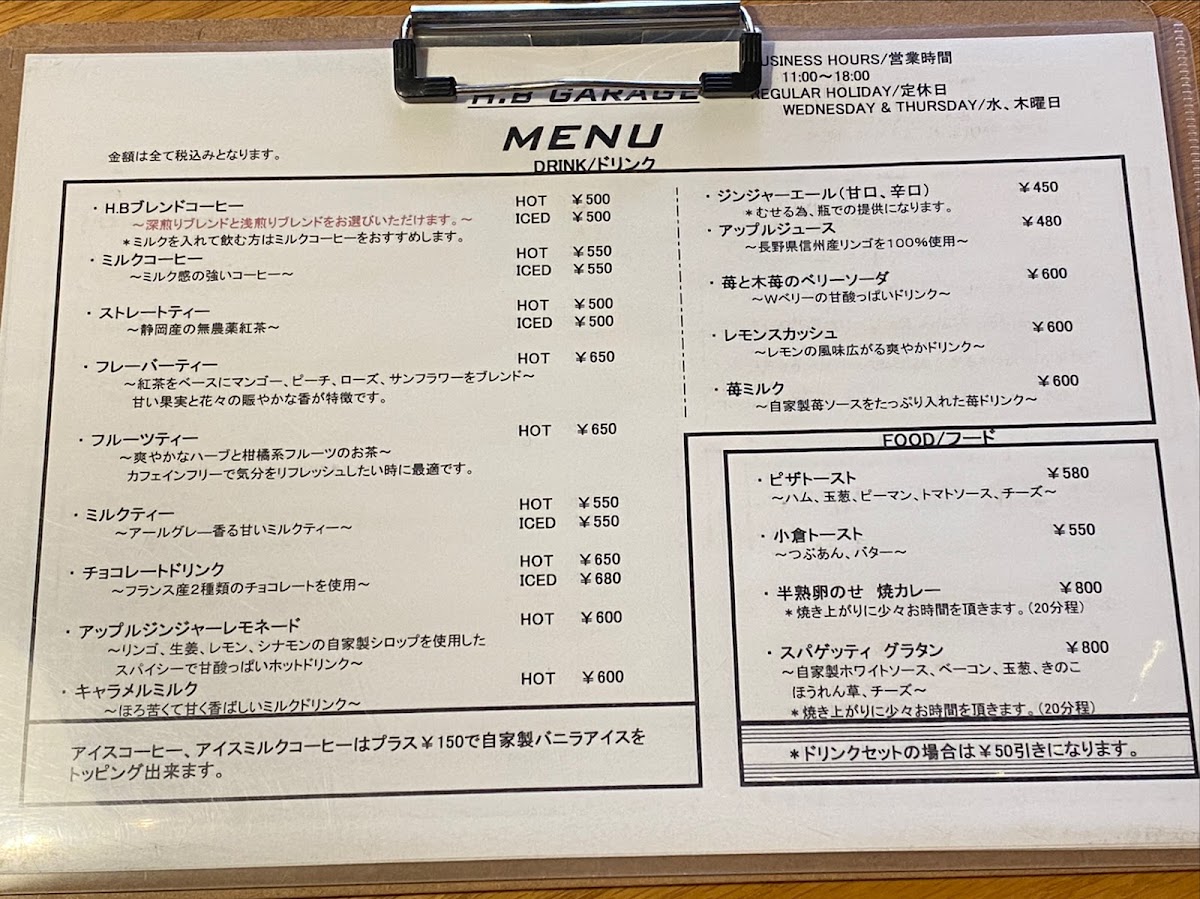 H.B GARAGE
BUSINESS HOURS/営業時間
11:00～18:00
REGULAR HOLIDAY/定休日
WEDNESDAY & THURSDAY/水、木曜日
MENU
金額は全て税込みとなります。
DRINK/ドリンク
・H.Bブレンドコーヒー HOT ￥500
～深煎りブレンドと浅煎りブレンドをお選びいただけます。～ ICED ￥500
＊ミルクを入れて飲む方はミルクコーヒーをおすすめします。
・ミルクコーヒー HOT ￥550
～ミルク感の強いコーヒー～ ICED ￥550
・ストレートティー HOT ￥500
～静岡産の無農薬紅茶～ ICED ￥500
・フレーバーティー HOT ￥650
～紅茶をベースにマンゴー、ピーチ、ローズ、サンフラワーをブレンド～
甘い果実と花々の賑やかな香が特徴です。
・フルーツティー HOT ￥650
～爽やかなハーブと柑橘系フルーツのお茶～
カフェインフリーで気分をリフレッシュしたい時に最適です。
・ミルクティー HOT ￥550
～アールグレ―香る甘いミルクティー～ ICED ￥550
・チョコレートドリンク HOT ￥650
～フランス産2種類のチョコレートを使用～ ICED ￥680
・アップルジンジャーレモネード HOT ￥600
～リンゴ、生姜、レモン、シナモンの自家製シロップを使用した
スパイシーで甘酸っぱいホットドリンク～
・キャラメルミルク HOT ￥600
～ほろ苦くて甘く香ばしいミルクドリンク～
アイスコーヒー、アイスミルクコーヒーはプラス￥150で自家製バニラアイスを
トッピング出来ます。
・ジンジャーエール（甘口、辛口） ￥450
＊むせる為、瓶での提供になります。
・アップルジュース ￥480
～長野県信州産リンゴを100％使用～
・苺と木苺のベリーソーダ ￥600
～Wベリーの甘酸っぱいドリンク～
・レモンスカッシュ ￥600
～レモンの風味広がる爽やかドリンク～
・苺ミルク ￥600
～自家製苺ソースをたっぷり入れた苺ドリンク～
FOOD/フード
・ピザトースト ￥580
～ハム、玉葱、ピーマン、トマトソース、チーズ～
・小倉トースト ￥550
～つぶあん、バター～
・半熟卵のせ 焼カレー ￥800
＊焼き上がりに少々お時間を頂きます。（20分程）
・スパゲッティ グラタン ￥800
～自家製ホワイトソース、ベーコン、玉葱、きのこ
ほうれん草、チーズ～
＊焼き上がりに少々お時間を頂きます。（20分程）
＊ドリンクセットの場合は￥50引きになります。